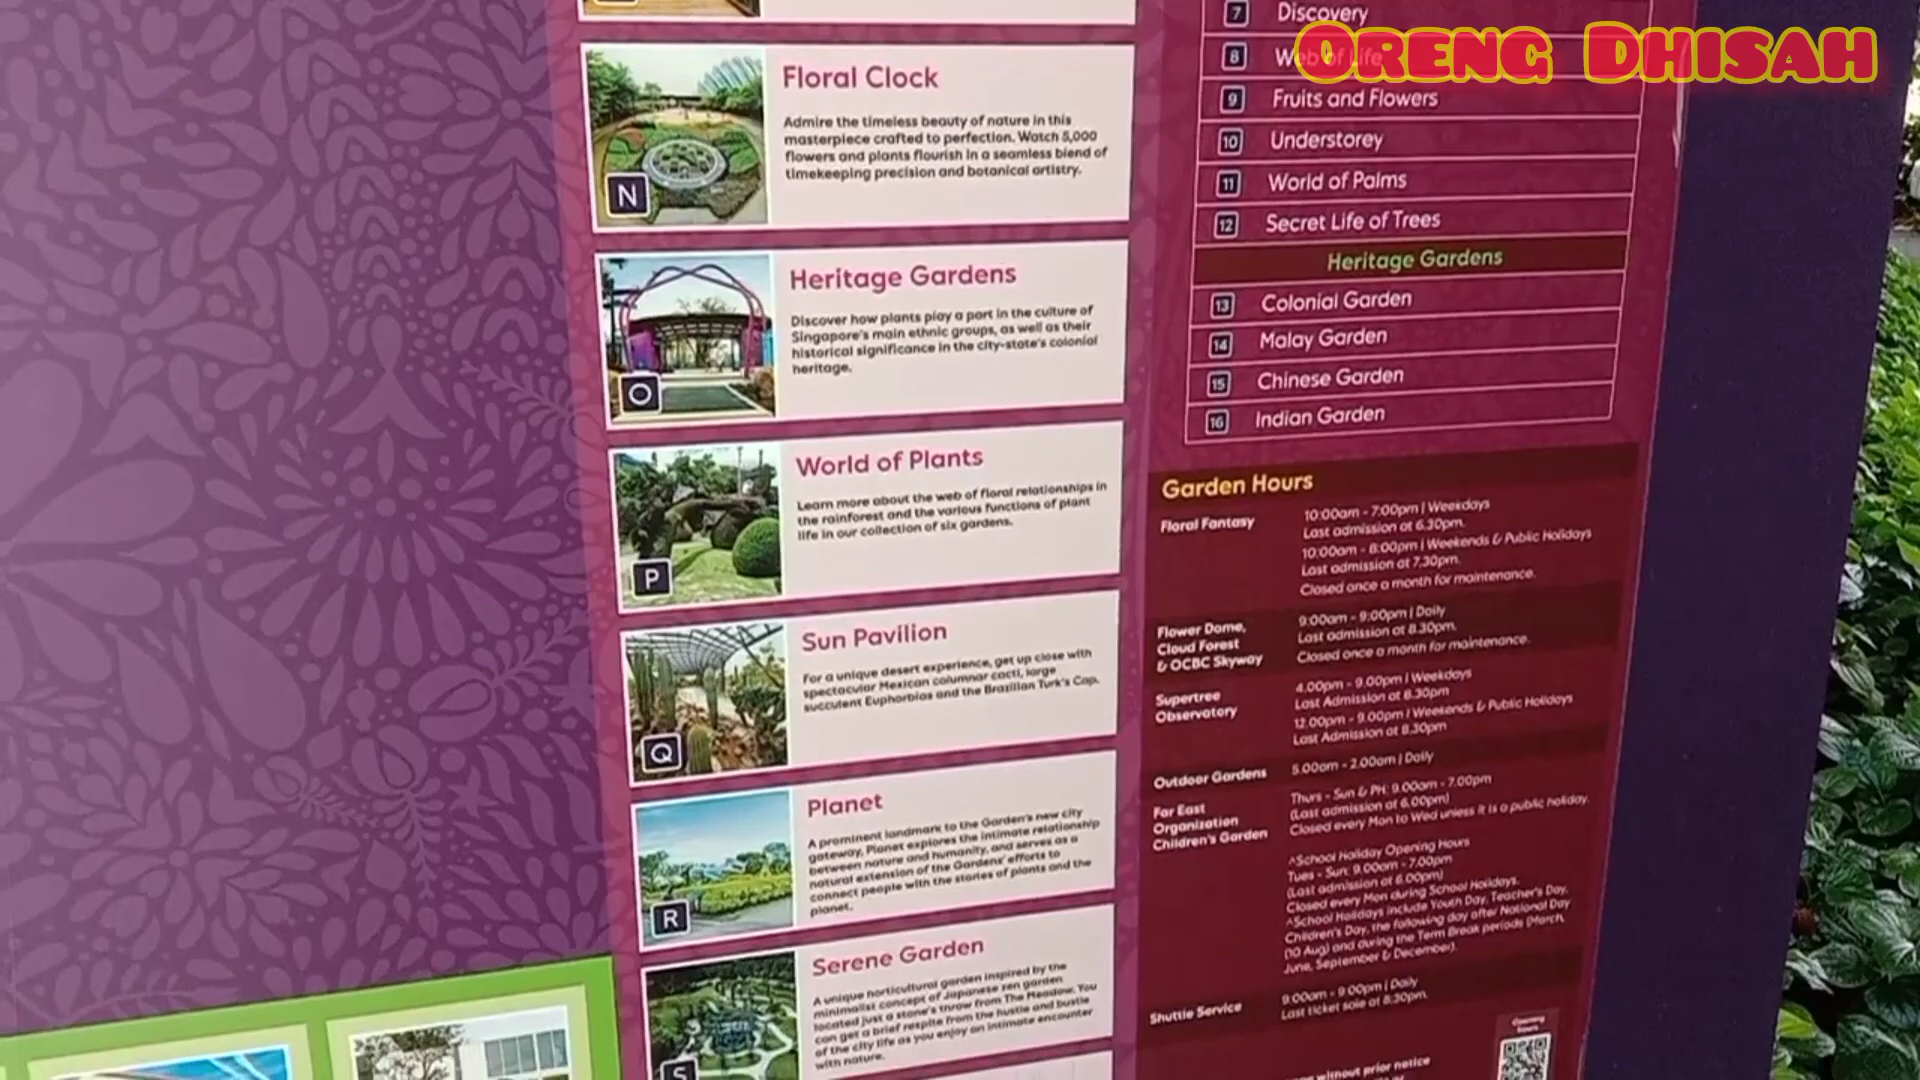 ORENG DHISAH
Floral Clock
Admire the timeless beauty of nature in this
masterpiece crafted to perfection. Watch 5,000
flowers and plants flourish in a seamless blend of
timekeeping precision and botanical artistry.
N
Heritage Gardens
Discover how plants play a part in the culture of
Singapore's main ethnic groups, as well as their
historical significance in the city-state's colonial
heritage.
O
World of Plants
Learn more about the web of floral relationships in
the rainforest and the various functions of plant
life in our collection of six gardens.
P
Sun Pavilion
For a unique desert experience, get up close with
spectacular Mexican columnar cacti, large
succulent Euphorbias and the Brazilian Turk's Cap.
Q
Planet
A prominent landmark to the Garden's new city
gateway, Planet explores the intimate relationship
between nature and humanity, and serves as a
natural extension of the Gardens' efforts to
connect people with the stories of plants and the
planet.
R
Serene Garden
A unique horticultural garden inspired by the
minimalist concept of Japanese zen garden
located just a stone's throw from The Meadow. You
can get a brief respite from the hustle and bustle
of the city life as you enjoy an intimate encounter
with nature.
S
7 Discovery
8 Web of Life
9 Fruits and Flowers
10 Understorey
11 World of Palms
12 Secret Life of Trees
Heritage Gardens
13 Colonial Garden
14 Malay Garden
15 Chinese Garden
16 Indian Garden
Garden Hours
Floral Fantasy
10:00am - 7:00pm | Weekdays
Last admission at 6.30pm.
10:00am - 8:00pm | Weekends & Public Holidays
Last admission at 7.30pm.
Closed once a month for maintenance.
Flower Dome,
Cloud Forest
& OCBC Skyway
9:00am - 9:00pm | Daily
Last admission at 8.30pm.
Closed once a month for maintenance.
Supertree
Observatory
4.00pm - 9.00pm | Weekdays
Last Admission at 8.30pm
12.00pm - 9.00pm | Weekends & Public Holidays
Last Admission at 8.30pm
Outdoor Gardens
5.00am - 2.00am | Daily
Far East
Organization
Children's Garden
Thurs - Sun & PH: 9.00am - 7.00pm
(Last admission at 6.00pm)
Closed every Mon to Wed unless it is a public holiday.
^School Holiday Opening Hours
Tues - Sun: 9.00am - 7.00pm
(Last admission at 6.00pm)
Closed every Mon during School Holidays.
^School Holidays include Youth Day, Teacher's Day,
Children's Day, the following day after National Day
(10 Aug) and during the Term Break periods (March,
June, September & December).
Shuttle Service
9:00am - 9:00pm | Daily
Last ticket sale at 8.30pm.
Opening
hours
without prior notice